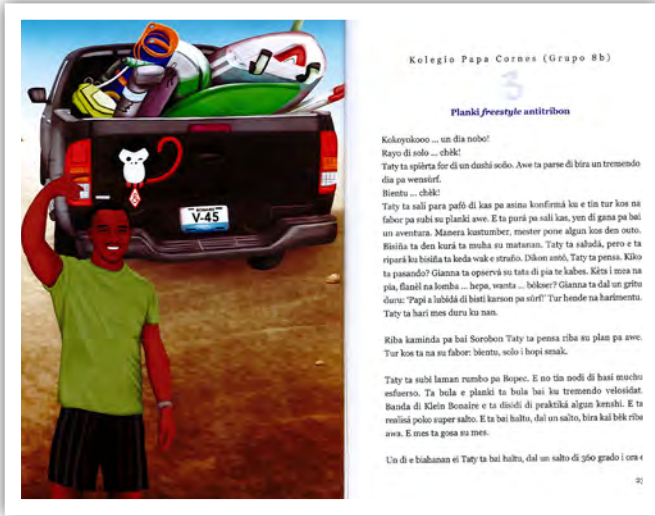 BONAIRE
V-45
Kolegio Papa Cornes (Grupo 8b)
3
Planki freestyle antitribon
Kokoyokooo ... un dia nobo!
Rayo di solo ... chèk!
Taty ta spièrta for di un dushi soño. Awe ta parse di bira un tremendo
dia pa wensùrf.
Bientu ... chèk!
Taty ta sali para pafó di kas pa asina konfirmá ku e tin tur kos na
fabor pa subi su planki awe. E ta purá pa sali kas, yen di gana pa bai
un aventura. Manera kustumber, mester pone algun kos den outo.
Bisiña ta den kurá ta muha su matanan. Taty ta saludá, pero e ta
ripará ku bisiña ta keda wak e straño. Dikon antó, Taty ta pensa. Kiko
ta pasando? Gianna ta opservá su tata di pia te kabes. Kèts i mea na
pia, flanèl na lomba ... hepa, wanta ... bòkser? Gianna ta dal un gritu
duru: 'Papi a lubidá di bisti karson pa sùrf!' Tur hende na harimentu.
Taty ta hari mes duru ku nan.
Riba kaminda pa bai Sorobon Taty ta pensa riba su plan pa awe.
Tur kos ta na su fabor: bientu, solo i hopi smak.
Taty ta subi laman rumbo pa Bopec. E no tin nodi di hasi muchu
esfuerso. Ta bula e planki ta bula bai ku tremendo velosidat.
Banda di Klein Bonaire e ta disidí di praktiká algun kenshi. E ta
realisá poko super salto. E ta bai haltu, dal un salto, bira kai bèk riba
awa. E mes ta gosa su mes.
Un di e biahanan ei Taty ta bai haltu, dal un salto di 360 grado i ora e